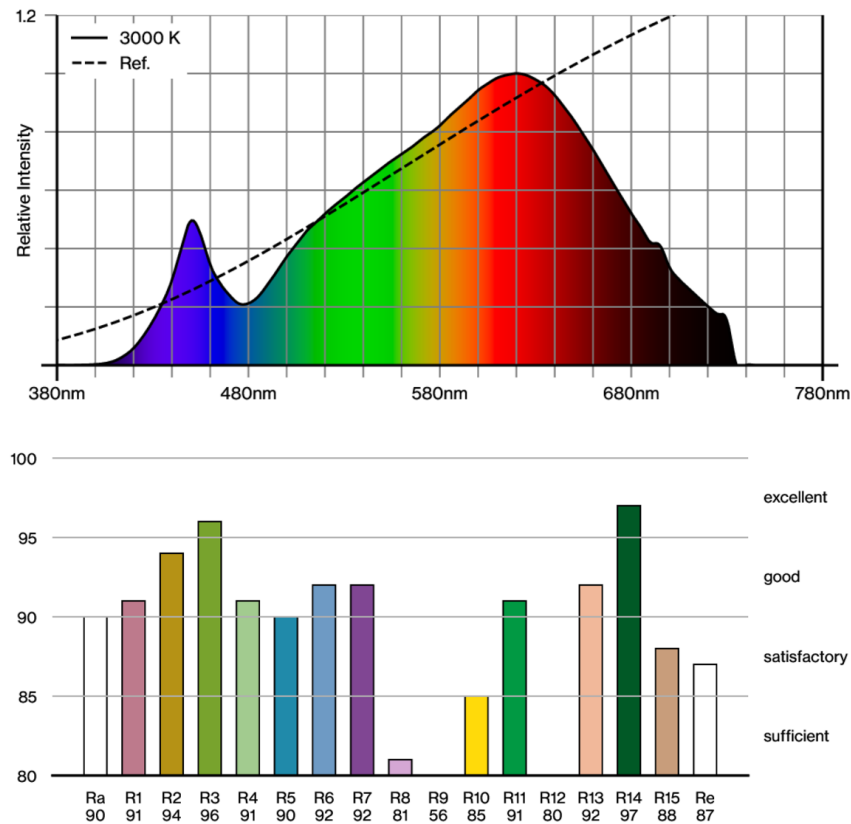 1.2
3000 K
Ref.
Relative Intensity
380nm 480nm 580nm 680nm 780nm
100
excellent
95
good
90
satisfactory
85
sufficient
80
Ra R1 R2 R3 R4 R5 R6 R7 R8 R9 R10 R11 R12 R13 R14 R15 Re
90 91 94 96 91 90 92 92 81 56 85 91 80 92 97 88 87